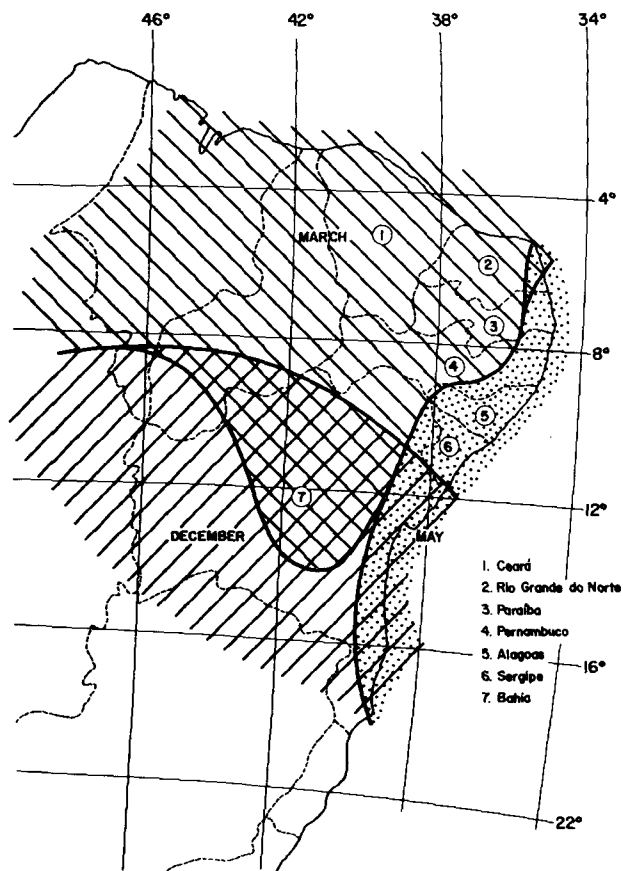 46° 42° 38° 34°
4°
MARCH
1
2
3
8°
4
5
6
7
12°
DECEMBER
MAY
1. Ceará
2. Rio Grande do Norte
3. Paraíba
4. Pernambuco
5. Alagoas
6. Sergipe
7. Bahia
16°
22°